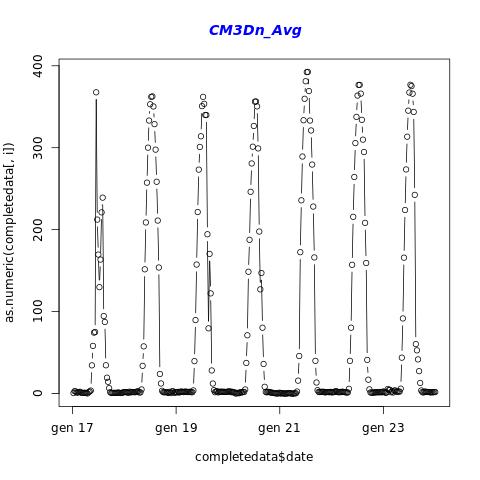 CM3Dn_Avg
as.numeric(completedata[, i])
400
300
200
100
0
gen 17
gen 19
gen 21
gen 23
completedata$date